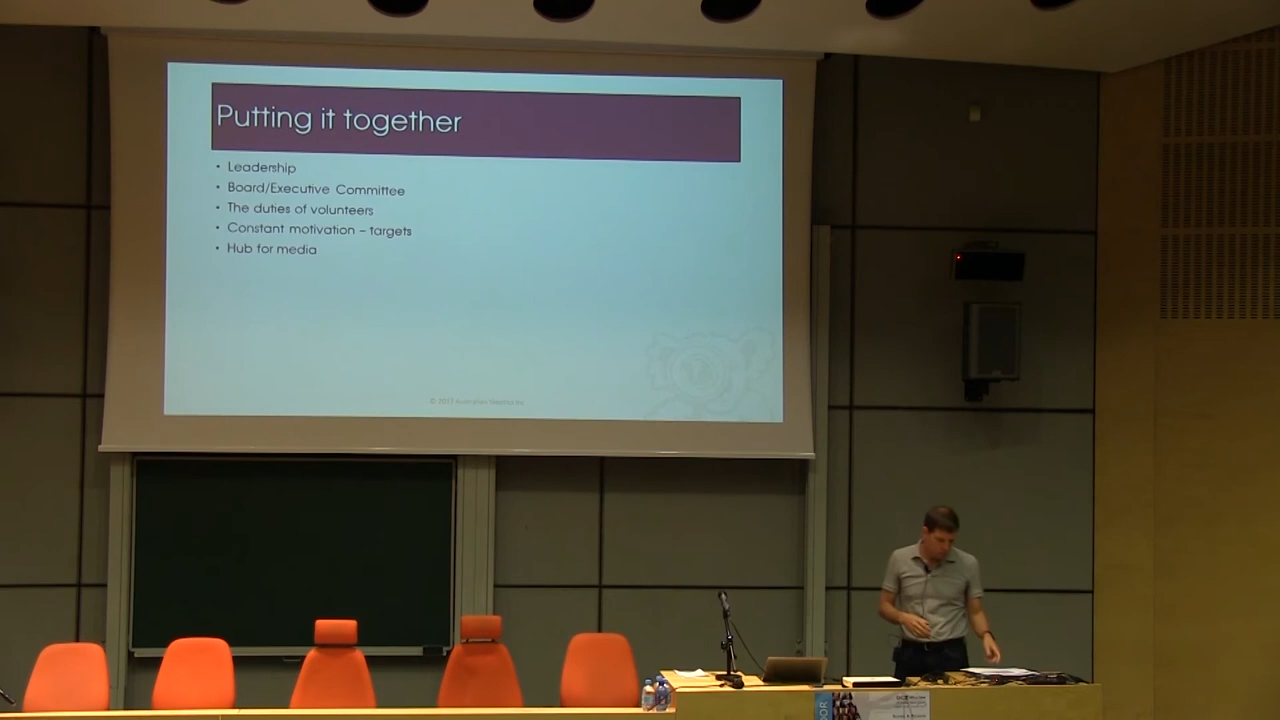 Putting it together
• Leadership
• Board/Executive Committee
• The duties of volunteers
• Constant motivation – targets
• Hub for media